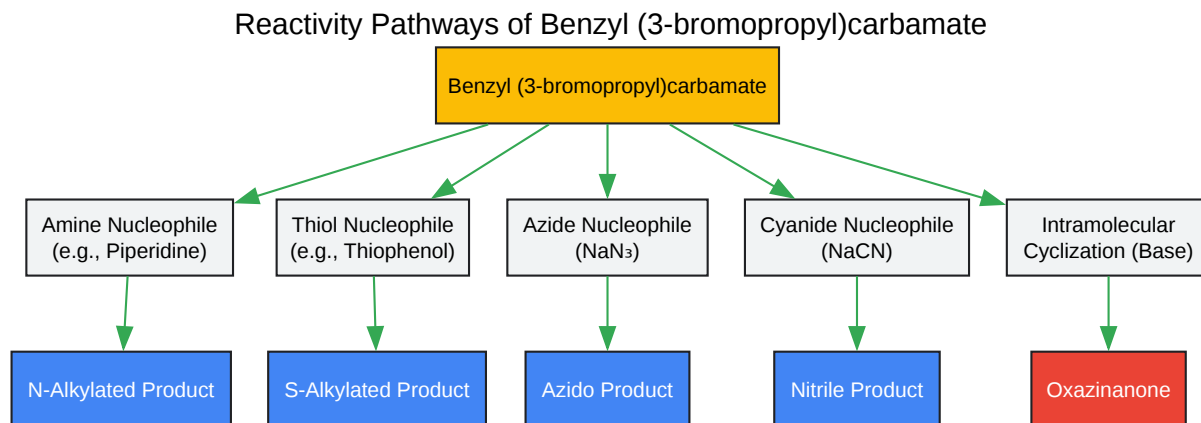 Reactivity Pathways of Benzyl (3-bromopropyl)carbamate
Benzyl (3-bromopropyl)carbamate
Amine Nucleophile
(e.g., Piperidine)
Thiol Nucleophile
(e.g., Thiophenol)
Azide Nucleophile
(NaN₃)
Cyanide Nucleophile
(NaCN)
Intramolecular
Cyclization (Base)
N-Alkylated Product
S-Alkylated Product
Azido Product
Nitrile Product
Oxazinanone